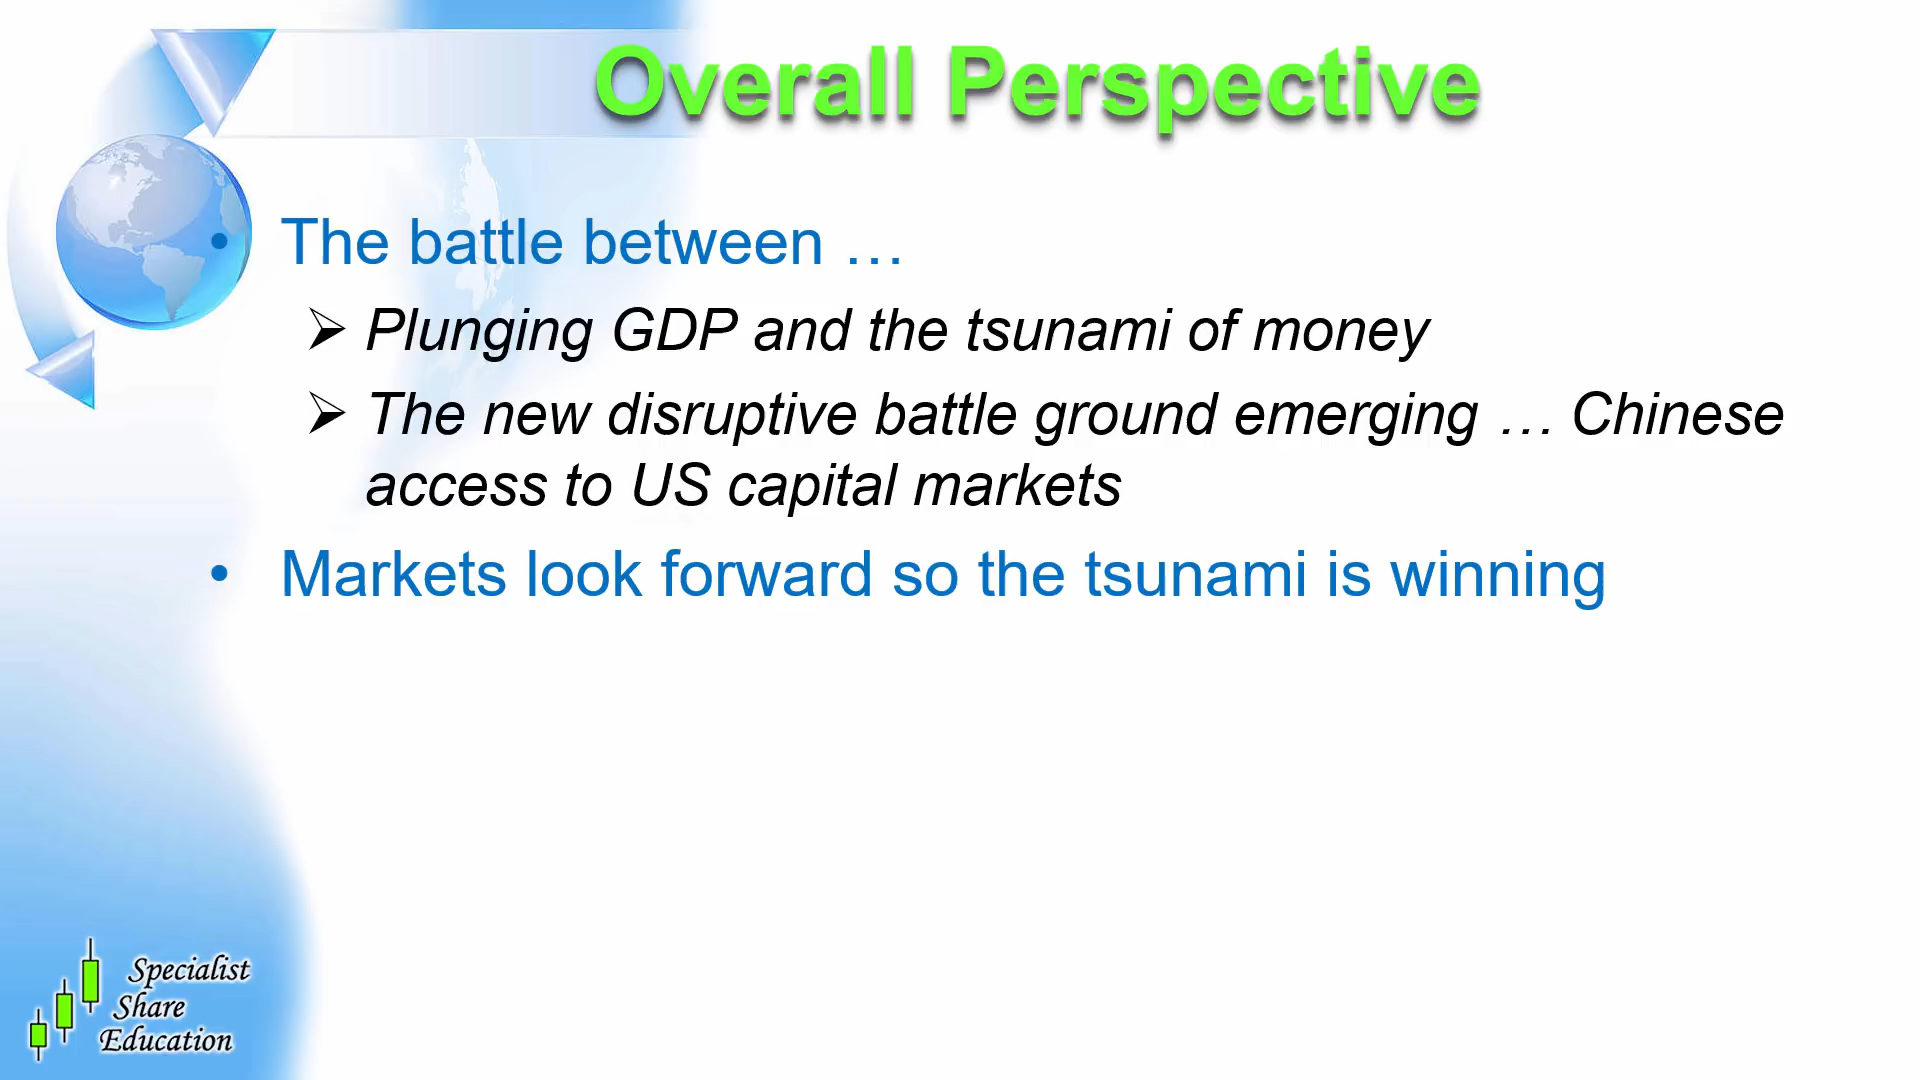 Overall Perspective
• The battle between …
➢ Plunging GDP and the tsunami of money
➢ The new disruptive battle ground emerging … Chinese
access to US capital markets
• Markets look forward so the tsunami is winning
Specialist
Share
Education